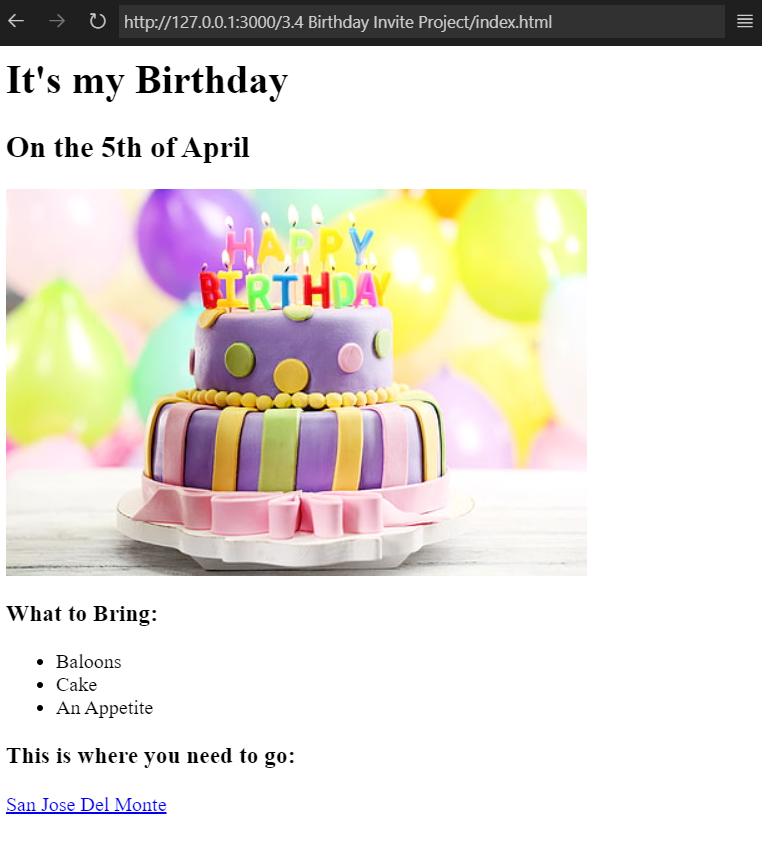 http://127.0.0.1:3000/3.4 Birthday Invite Project/index.html
It's my Birthday
On the 5th of April
HAPPY
BIRTHDAY
What to Bring:
Baloons
Cake
An Appetite
This is where you need to go:
San Jose Del Monte